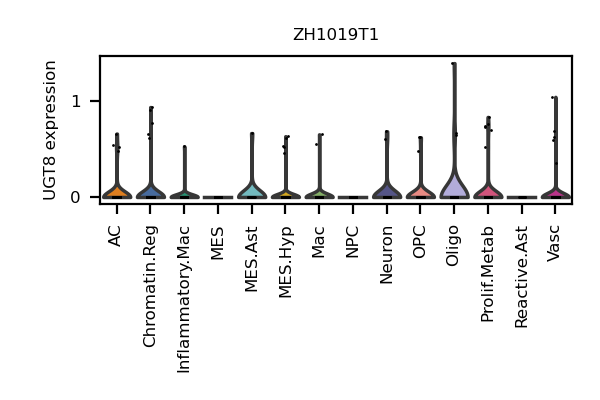 ZH1019T1
UGT8 expression
1
0
AC
Chromatin.Reg
Inflammatory.Mac
MES
MES.Ast
MES.Hyp
Mac
NPC
Neuron
OPC
Oligo
Prolif.Metab
Reactive.Ast
Vasc